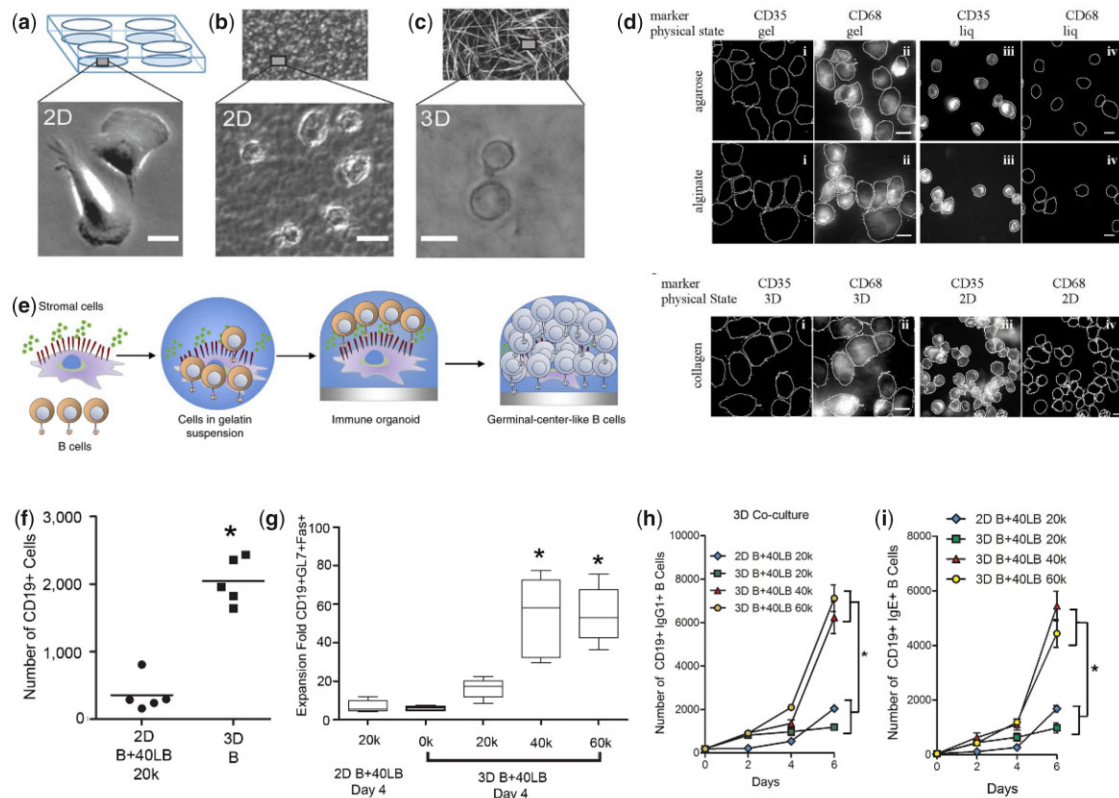 (a)
2D
(b)
2D
(c)
3D
(d)
marker CD35 CD68 CD35 CD68
physical state gel gel liq liq
agarose
i ii iii iv
alginate
i ii iii iv
marker CD35 CD68 CD35 CD68
physical State 3D 3D 2D 2D
collagen
i ii iii iv
(e)
Stromal cells
B cells
Cells in gelatin
suspension
Immune organoid
Germinal-center-like B cells
(f)
Number of CD19+ Cells
3,000
2,000
1,000
0
*
2D
B+40LB
20k
3D
B
(g)
Expansion Fold CD19+GL7+Fas+
100
80
60
40
20
0
* *
20k 0k 20k 40k 60k
2D B+40LB
Day 4
3D B+40LB
Day 4
(h)
3D Co-culture
Number of CD19+ IgG1+ B Cells
10000
8000
6000
4000
2000
0
2D B+40LB 20k
3D B+40LB 20k
3D B+40LB 40k
3D B+40LB 60k
*
0 2 4 6
Days
(i)
Number of CD19+ IgE+ B Cells
8000
6000
4000
2000
0
2D B+40LB 20k
3D B+40LB 20k
3D B+40LB 40k
3D B+40LB 60k
*
0 2 4 6
Days